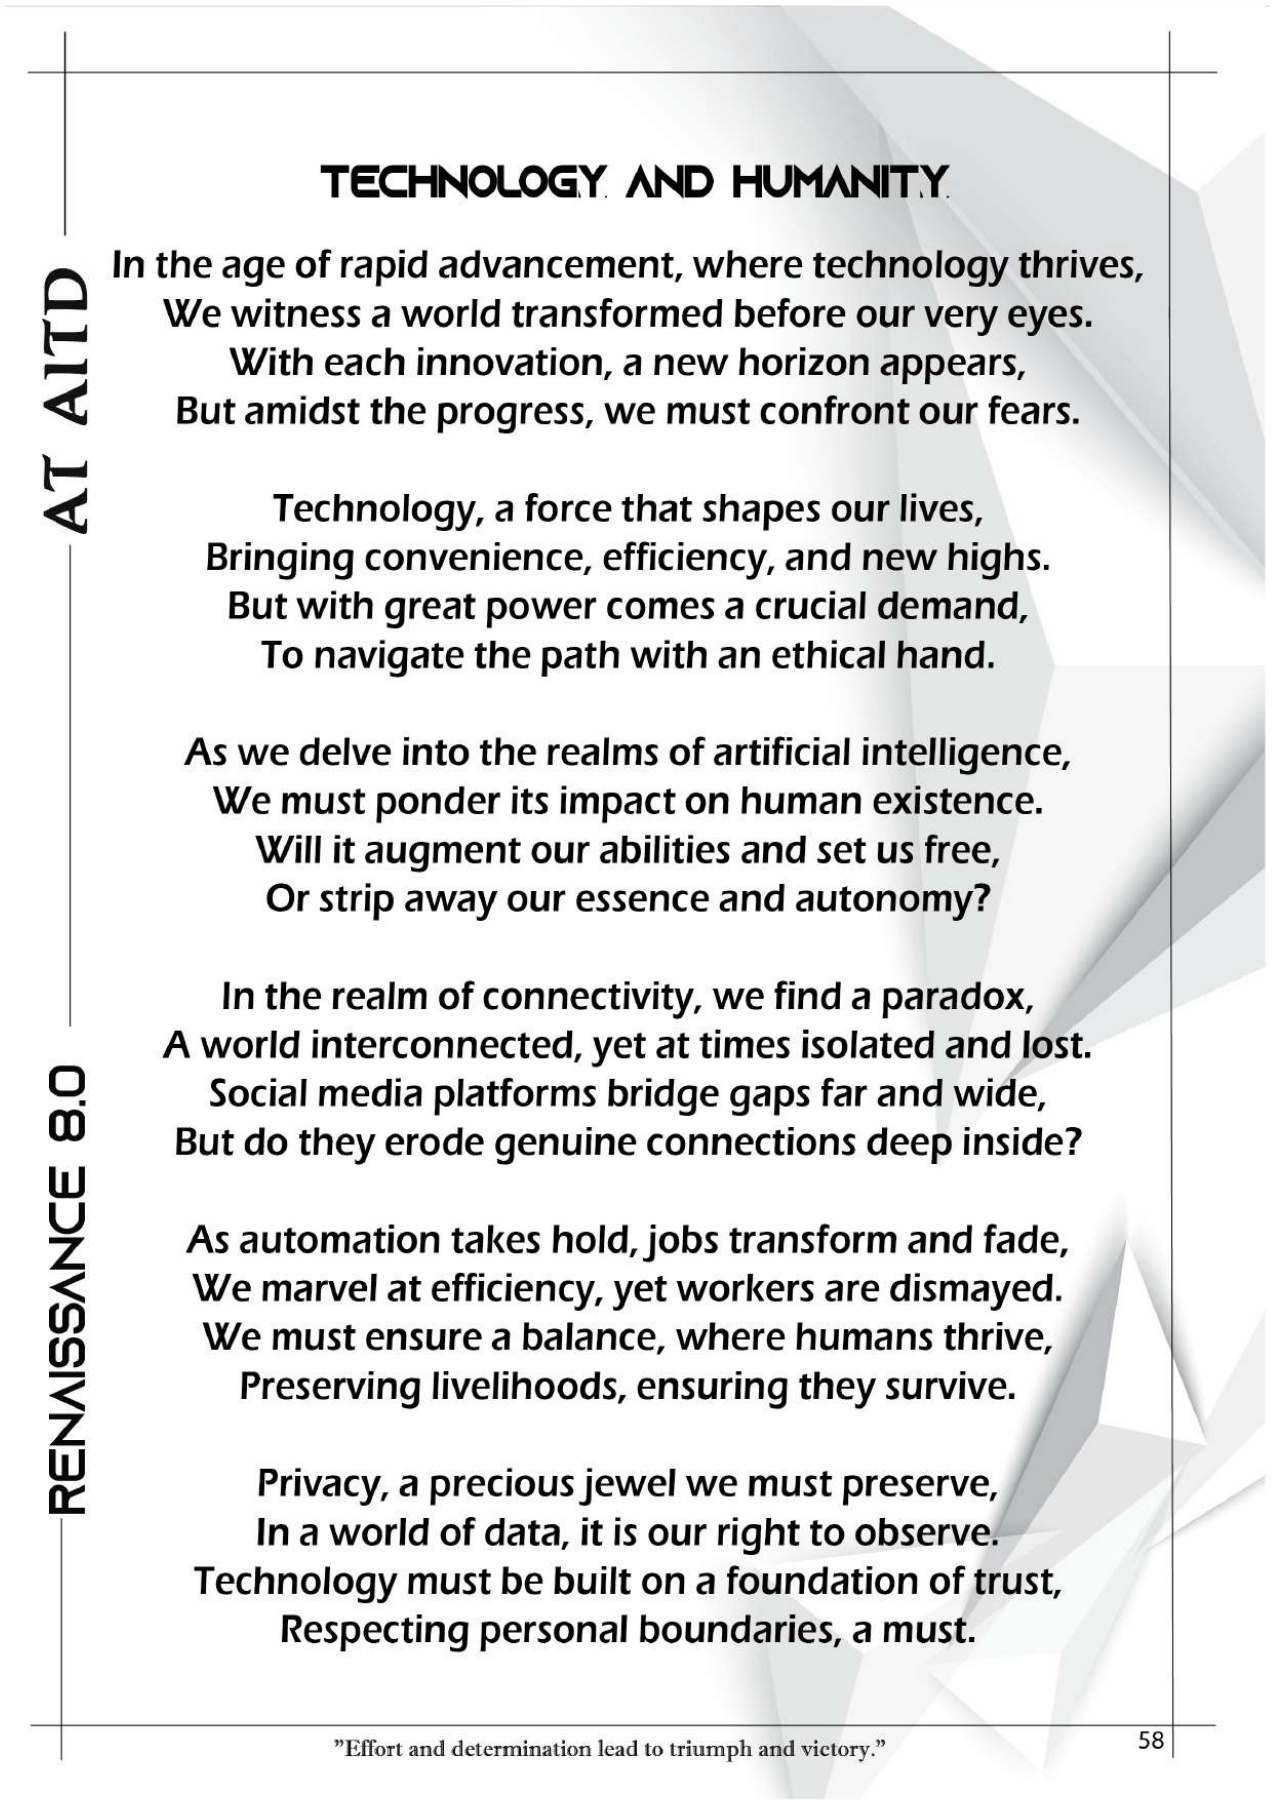 TECHNOLOGY AND HUMANITY
In the age of rapid advancement, where technology thrives,
We witness a world transformed before our very eyes.
With each innovation, a new horizon appears,
But amidst the progress, we must confront our fears.
Technology, a force that shapes our lives,
Bringing convenience, efficiency, and new highs.
But with great power comes a crucial demand,
To navigate the path with an ethical hand.
As we delve into the realms of artificial intelligence,
We must ponder its impact on human existence.
Will it augment our abilities and set us free,
Or strip away our essence and autonomy?
In the realm of connectivity, we find a paradox,
A world interconnected, yet at times isolated and lost.
Social media platforms bridge gaps far and wide,
But do they erode genuine connections deep inside?
As automation takes hold, jobs transform and fade,
We marvel at efficiency, yet workers are dismayed.
We must ensure a balance, where humans thrive,
Preserving livelihoods, ensuring they survive.
Privacy, a precious jewel we must preserve,
In a world of data, it is our right to observe.
Technology must be built on a foundation of trust,
Respecting personal boundaries, a must.
RENAISSANCE 8.0
AT AITD
"Effort and determination lead to triumph and victory."
58